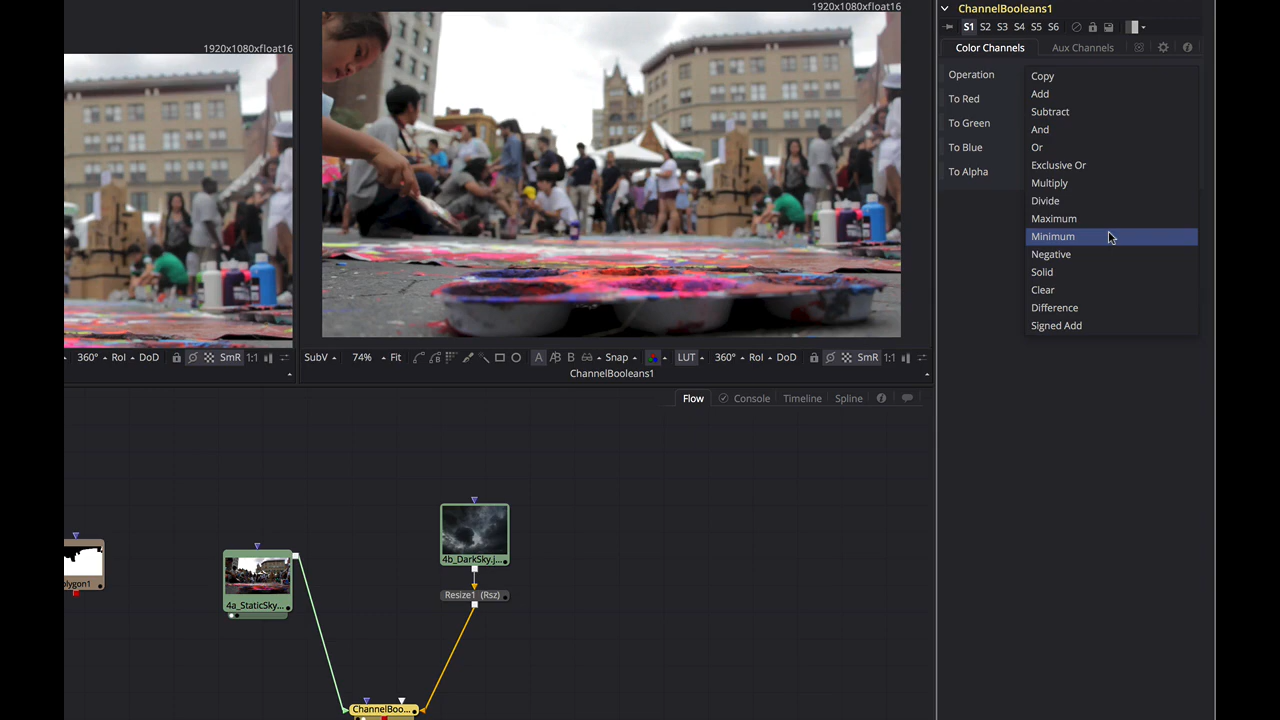 1920x1080xfloat16
1920x1080xfloat16
ChannelBooleans1
S1 S2 S3 S4 S5 S6
Color Channels Aux Channels
Operation
To Red
To Green
To Blue
To Alpha
Copy
Add
Subtract
And
Or
Exclusive Or
Multiply
Divide
Maximum
Minimum
Negative
Solid
Clear
Difference
Signed Add
360° RoI DoD SmR 1:1
SubV 74% Fit A B Snap LUT 360° RoI DoD SmR 1:1
ChannelBooleans1
Flow Console Timeline Spline
4b_DarkSky.j...
Resize1 (Rsz)
olygon1
4a_StaticSky...
ChannelBoo...